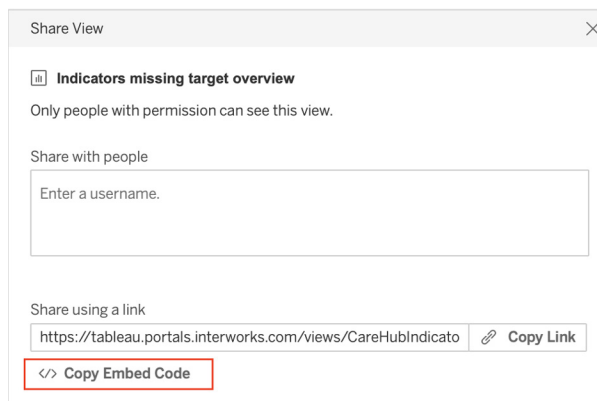 Share View
Indicators missing target overview
Only people with permission can see this view.
Share with people
Enter a username.
Share using a link
https://tableau.portals.interworks.com/views/CareHubIndicato
Copy Link
</> Copy Embed Code